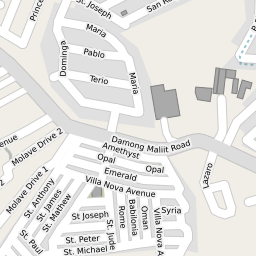 St. Joseph
San R
Prince
Maria
Pablo
Dominga
Terio
Maria
Damong Maliit Road
Amethyst
Opal
Opal
Emerald
Villa Nova Avenue
venue
Molave Drive 2
Molave Drive 1
St. Anthony
St. James
St. Mathew
St. Paul
St Joseph
St. Peter
St. Michael
St. Jude
Rome
Babilonia
Oman
Syria
Villa Nova A
Lazaro